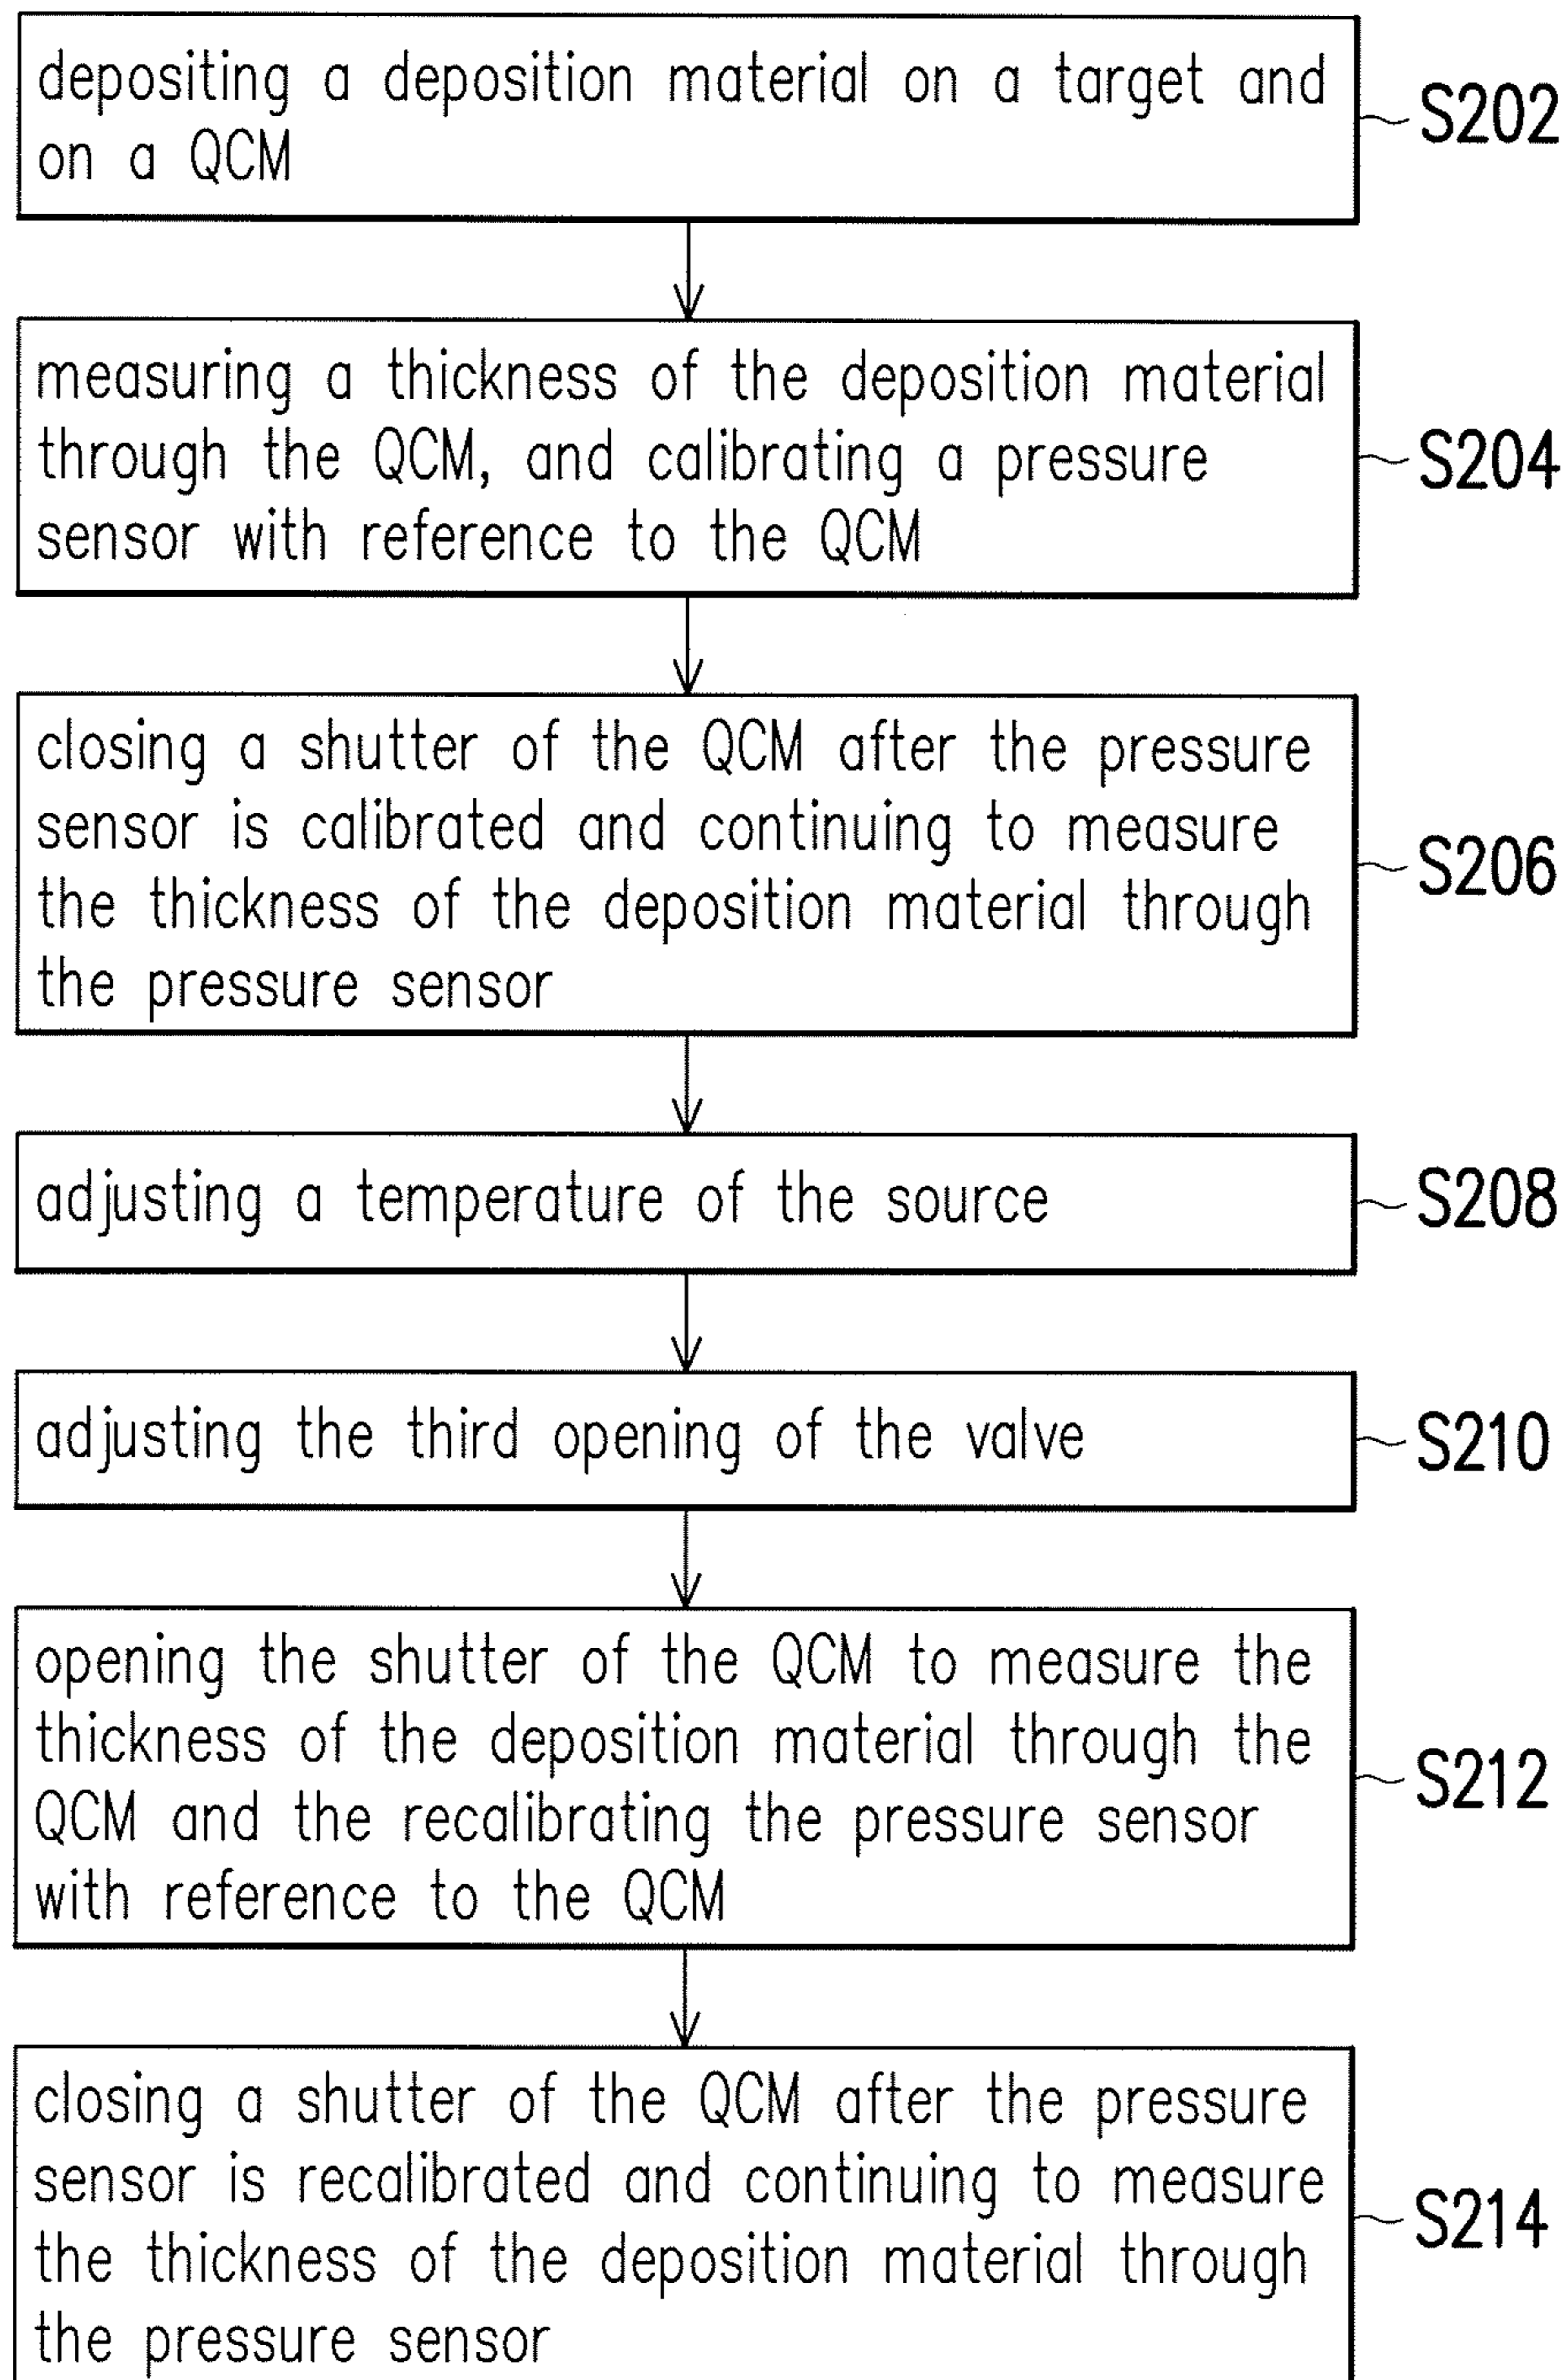 depositing a deposition material on a target and
on a QCM
S202
measuring a thickness of the deposition material
through the QCM, and calibrating a pressure
sensor with reference to the QCM
S204
closing a shutter of the QCM after the pressure
sensor is calibrated and continuing to measure
the thickness of the deposition material through
the pressure sensor
S206
adjusting a temperature of the source
S208
adjusting the third opening of the valve
S210
opening the shutter of the QCM to measure the
thickness of the deposition material through the
QCM and the recalibrating the pressure sensor
with reference to the QCM
S212
closing a shutter of the QCM after the pressure
sensor is recalibrated and continuing to measure
the thickness of the deposition material through
the pressure sensor
S214